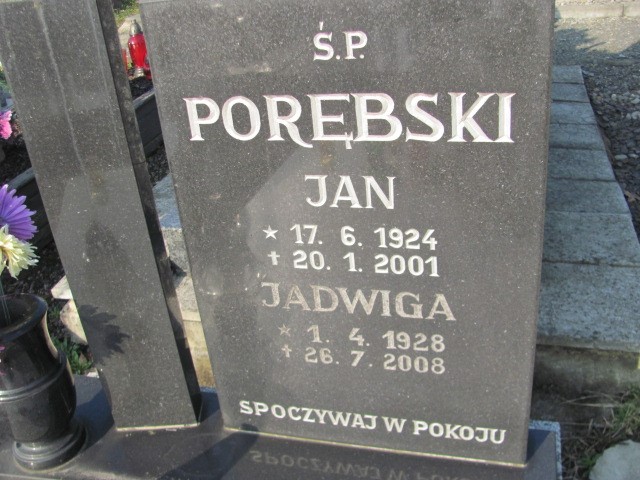 Ś.P.
PORĘBSKI
JAN
* 17. 6. 1924
† 20. 1. 2001
JADWIGA
* 1. 4. 1928
† 26. 7. 2008
SPOCZYWAJ W POKOJU